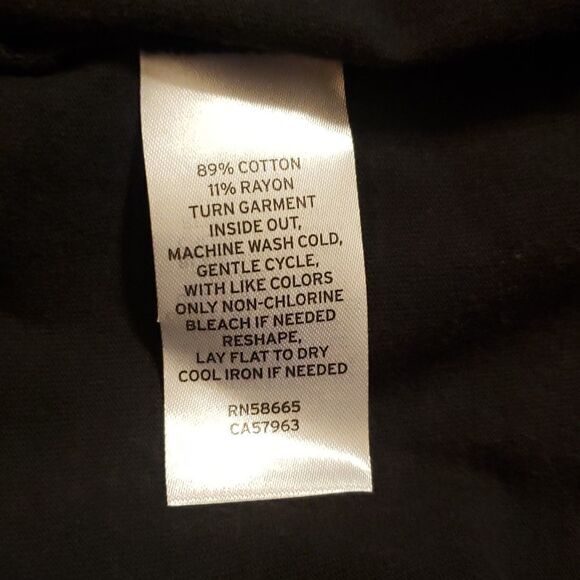 89% COTTON
11% RAYON
TURN GARMENT
INSIDE OUT,
MACHINE WASH COLD,
GENTLE CYCLE,
WITH LIKE COLORS
ONLY NON-CHLORINE
BLEACH IF NEEDED
RESHAPE,
LAY FLAT TO DRY
COOL IRON IF NEEDED
RN58665
CA57963